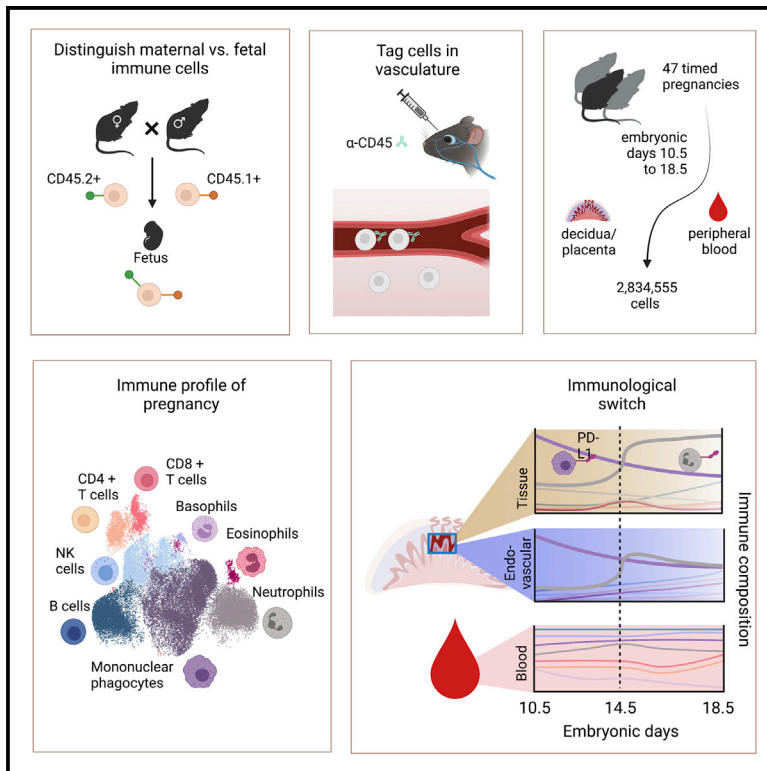 Distinguish maternal vs. fetal
immune cells
♀ × ♂
CD45.2+
CD45.1+
Fetus
Tag cells in
vasculature
α-CD45
47 timed
pregnancies
embryonic
days 10.5
to 18.5
decidua/
placenta
peripheral
blood
2,834,555
cells
Immune profile of
pregnancy
CD4 +
T cells
CD8 +
T cells
Basophils
Eosinophils
NK
cells
Neutrophils
B cells
Mononuclear
phagocytes
Immunological
switch
PD-
L1
Tissue
Endo-
vascular
Blood
Immune composition
10.5
14.5
18.5
Embryonic days